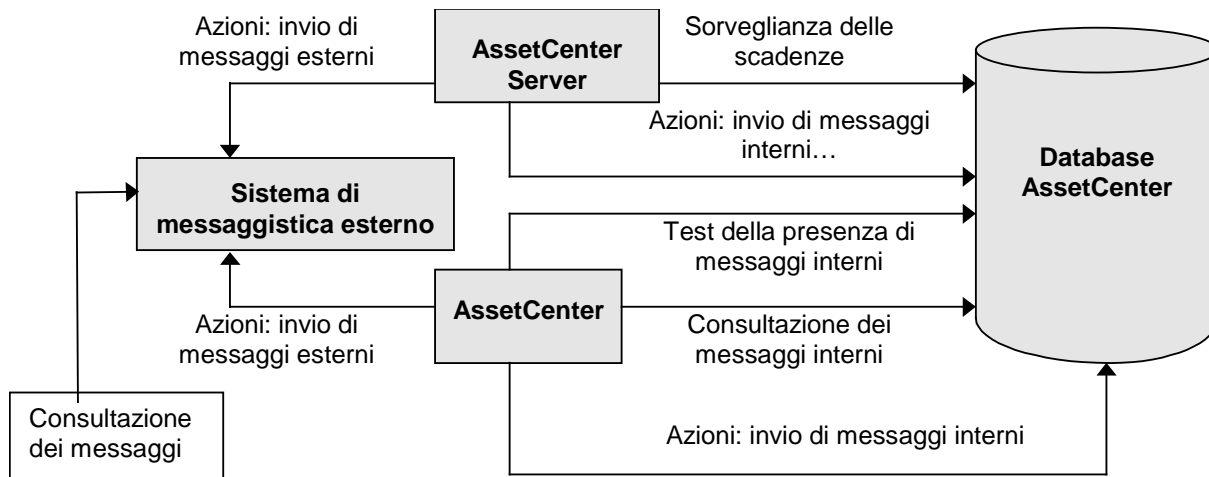 Azioni: invio di
messaggi esterni
AssetCenter
Server
Sorveglianza delle
scadenze
Azioni: invio di messaggi
interni…
Database
AssetCenter
Sistema di
messaggistica esterno
Test della presenza di
messaggi interni
AssetCenter
Azioni: invio di
messaggi esterni
Consultazione dei
messaggi interni
Consultazione
dei messaggi
Azioni: invio di messaggi interni